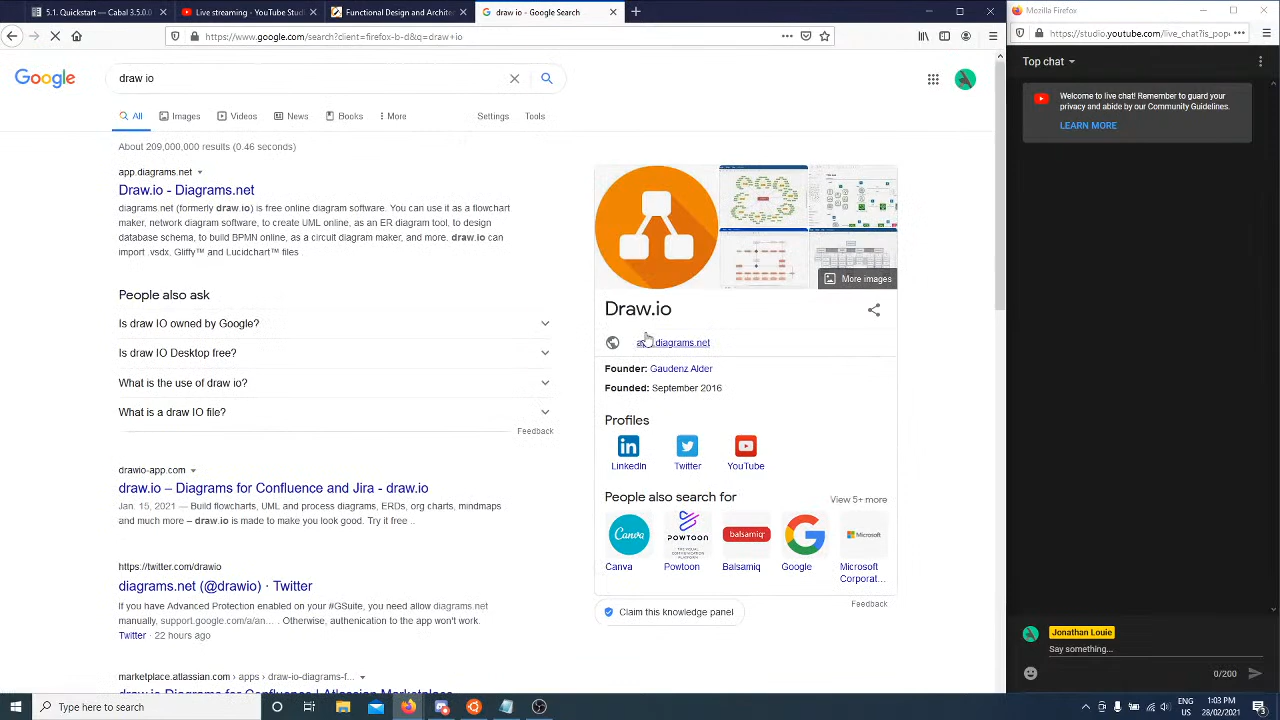 5.1. Quickstart — Cabal 3.5.0.0
Live streaming - YouTube Studio
Functional Design and Architec
draw io - Google Search
Mozilla Firefox
https://www.google.com/search?client=firefox-b-d&q=draw+io
https://studio.youtube.com/live_chat?is_pop
Google
draw io
All
Images
Videos
News
Books
More
Settings
Tools
About 209,000,000 results (0.46 seconds)
app.diagrams.net
Draw.io - Diagrams.net
diagrams.net (formerly draw io) is free online diagram software. You can use it as a flowchart
maker, network diagram software, to create UML online, as an ER diagram tool, to design
database schema, to build BPMN online, as a circuit diagram maker, and more. draw.io can
import .vsdx, Gliffy™ and Lucidchart™ files
People also ask
Is draw IO owned by Google?
Is draw IO Desktop free?
What is the use of draw io?
What is a draw IO file?
Feedback
drawio-app.com
draw.io – Diagrams for Confluence and Jira - draw.io
Jan 15, 2021 — Build flowcharts, UML and process diagrams, ERDs, org charts, mindmaps
and much more – draw.io is made to make you look good. Try it free ..
https://twitter.com/drawio
diagrams.net (@drawio) · Twitter
If you have Advanced Protection enabled on your #GSuite, you need allow diagrams.net
manually, support.google.com/a/an… . Otherwise, authenication to the app won't work.
Twitter · 22 hours ago
marketplace.atlassian.com › apps › draw-io-diagrams-f...
draw.io Diagrams for Confluence | Atlassian Marketplace
More images
Draw.io
app.diagrams.net
Founder: Gaudenz Alder
Founded: September 2016
Profiles
LinkedIn
Twitter
YouTube
People also search for
View 5+ more
Canva
POWTOON
balsamiq
Microsoft
Canva
Powtoon
Balsamiq
Google
Microsoft
Corporat...
Feedback
Claim this knowledge panel
Top chat
Welcome to live chat! Remember to guard your
privacy and abide by our Community Guidelines.
LEARN MORE
Jonathan Louie
Say something...
0/200
Type here to search
ENG
US
1:03 PM
28/02/2021